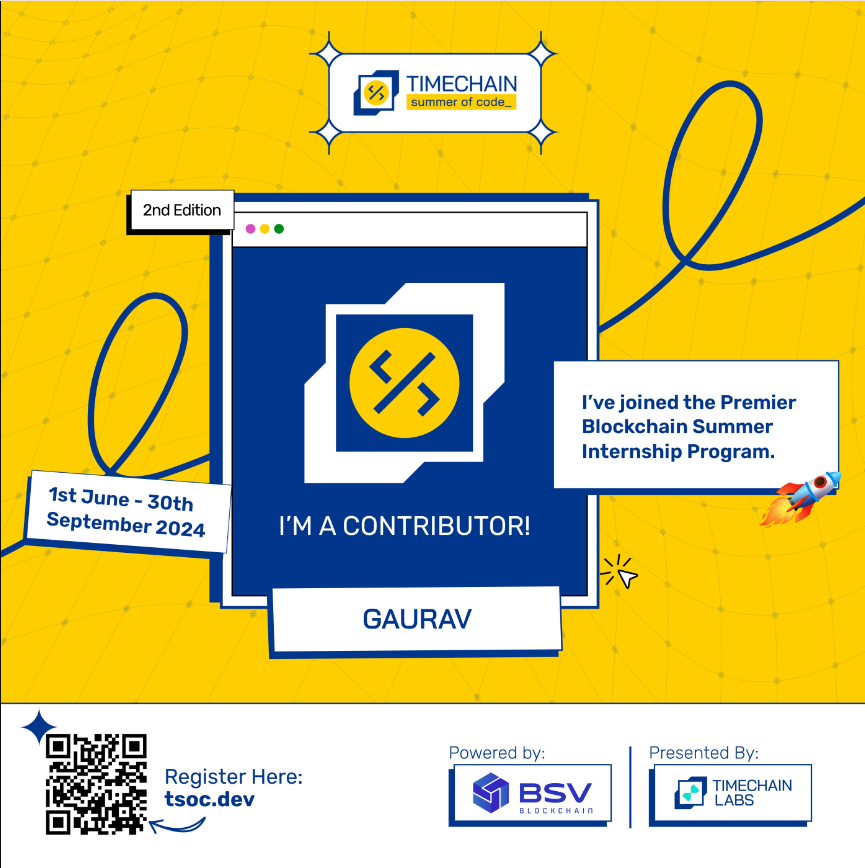 TIMECHAIN
summer of code_
2nd Edition
I'VE joined the Premier
Blockchain Summer
Internship Program.
1st June - 30th
September 2024
I'M A CONTRIBUTOR!
GAURAV
Register Here:
tsoc.dev
Powered by:
BSV
BLOCKCHAIN
Presented By:
TIMECHAIN
LABS